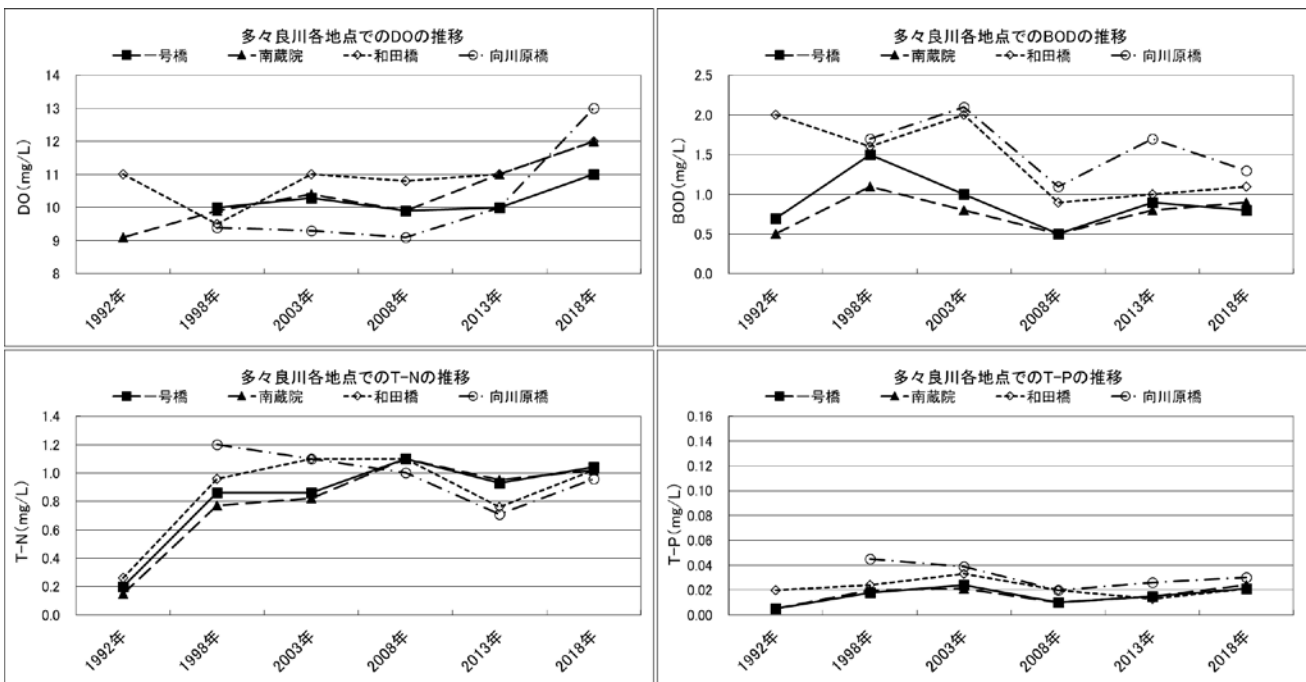 多々良川各地点でのDOの推移
一号橋 南蔵院 和田橋 向川原橋
DO(mg/L)
14
13
12
11
10
9
8
1992年 1998年 2003年 2008年 2013年 2018年
多々良川各地点でのBODの推移
一号橋 南蔵院 和田橋 向川原橋
BOD(mg/L)
2.5
2.0
1.5
1.0
0.5
0.0
1992年 1998年 2003年 2008年 2013年 2018年
多々良川各地点でのT-Nの推移
一号橋 南蔵院 和田橋 向川原橋
T-N(mg/L)
1.4
1.2
1.0
0.8
0.6
0.4
0.2
0.0
1992年 1998年 2003年 2008年 2013年 2018年
多々良川各地点でのT-Pの推移
一号橋 南蔵院 和田橋 向川原橋
T-P(mg/L)
0.16
0.14
0.12
0.10
0.08
0.06
0.04
0.02
0.00
1992年 1998年 2003年 2008年 2013年 2018年